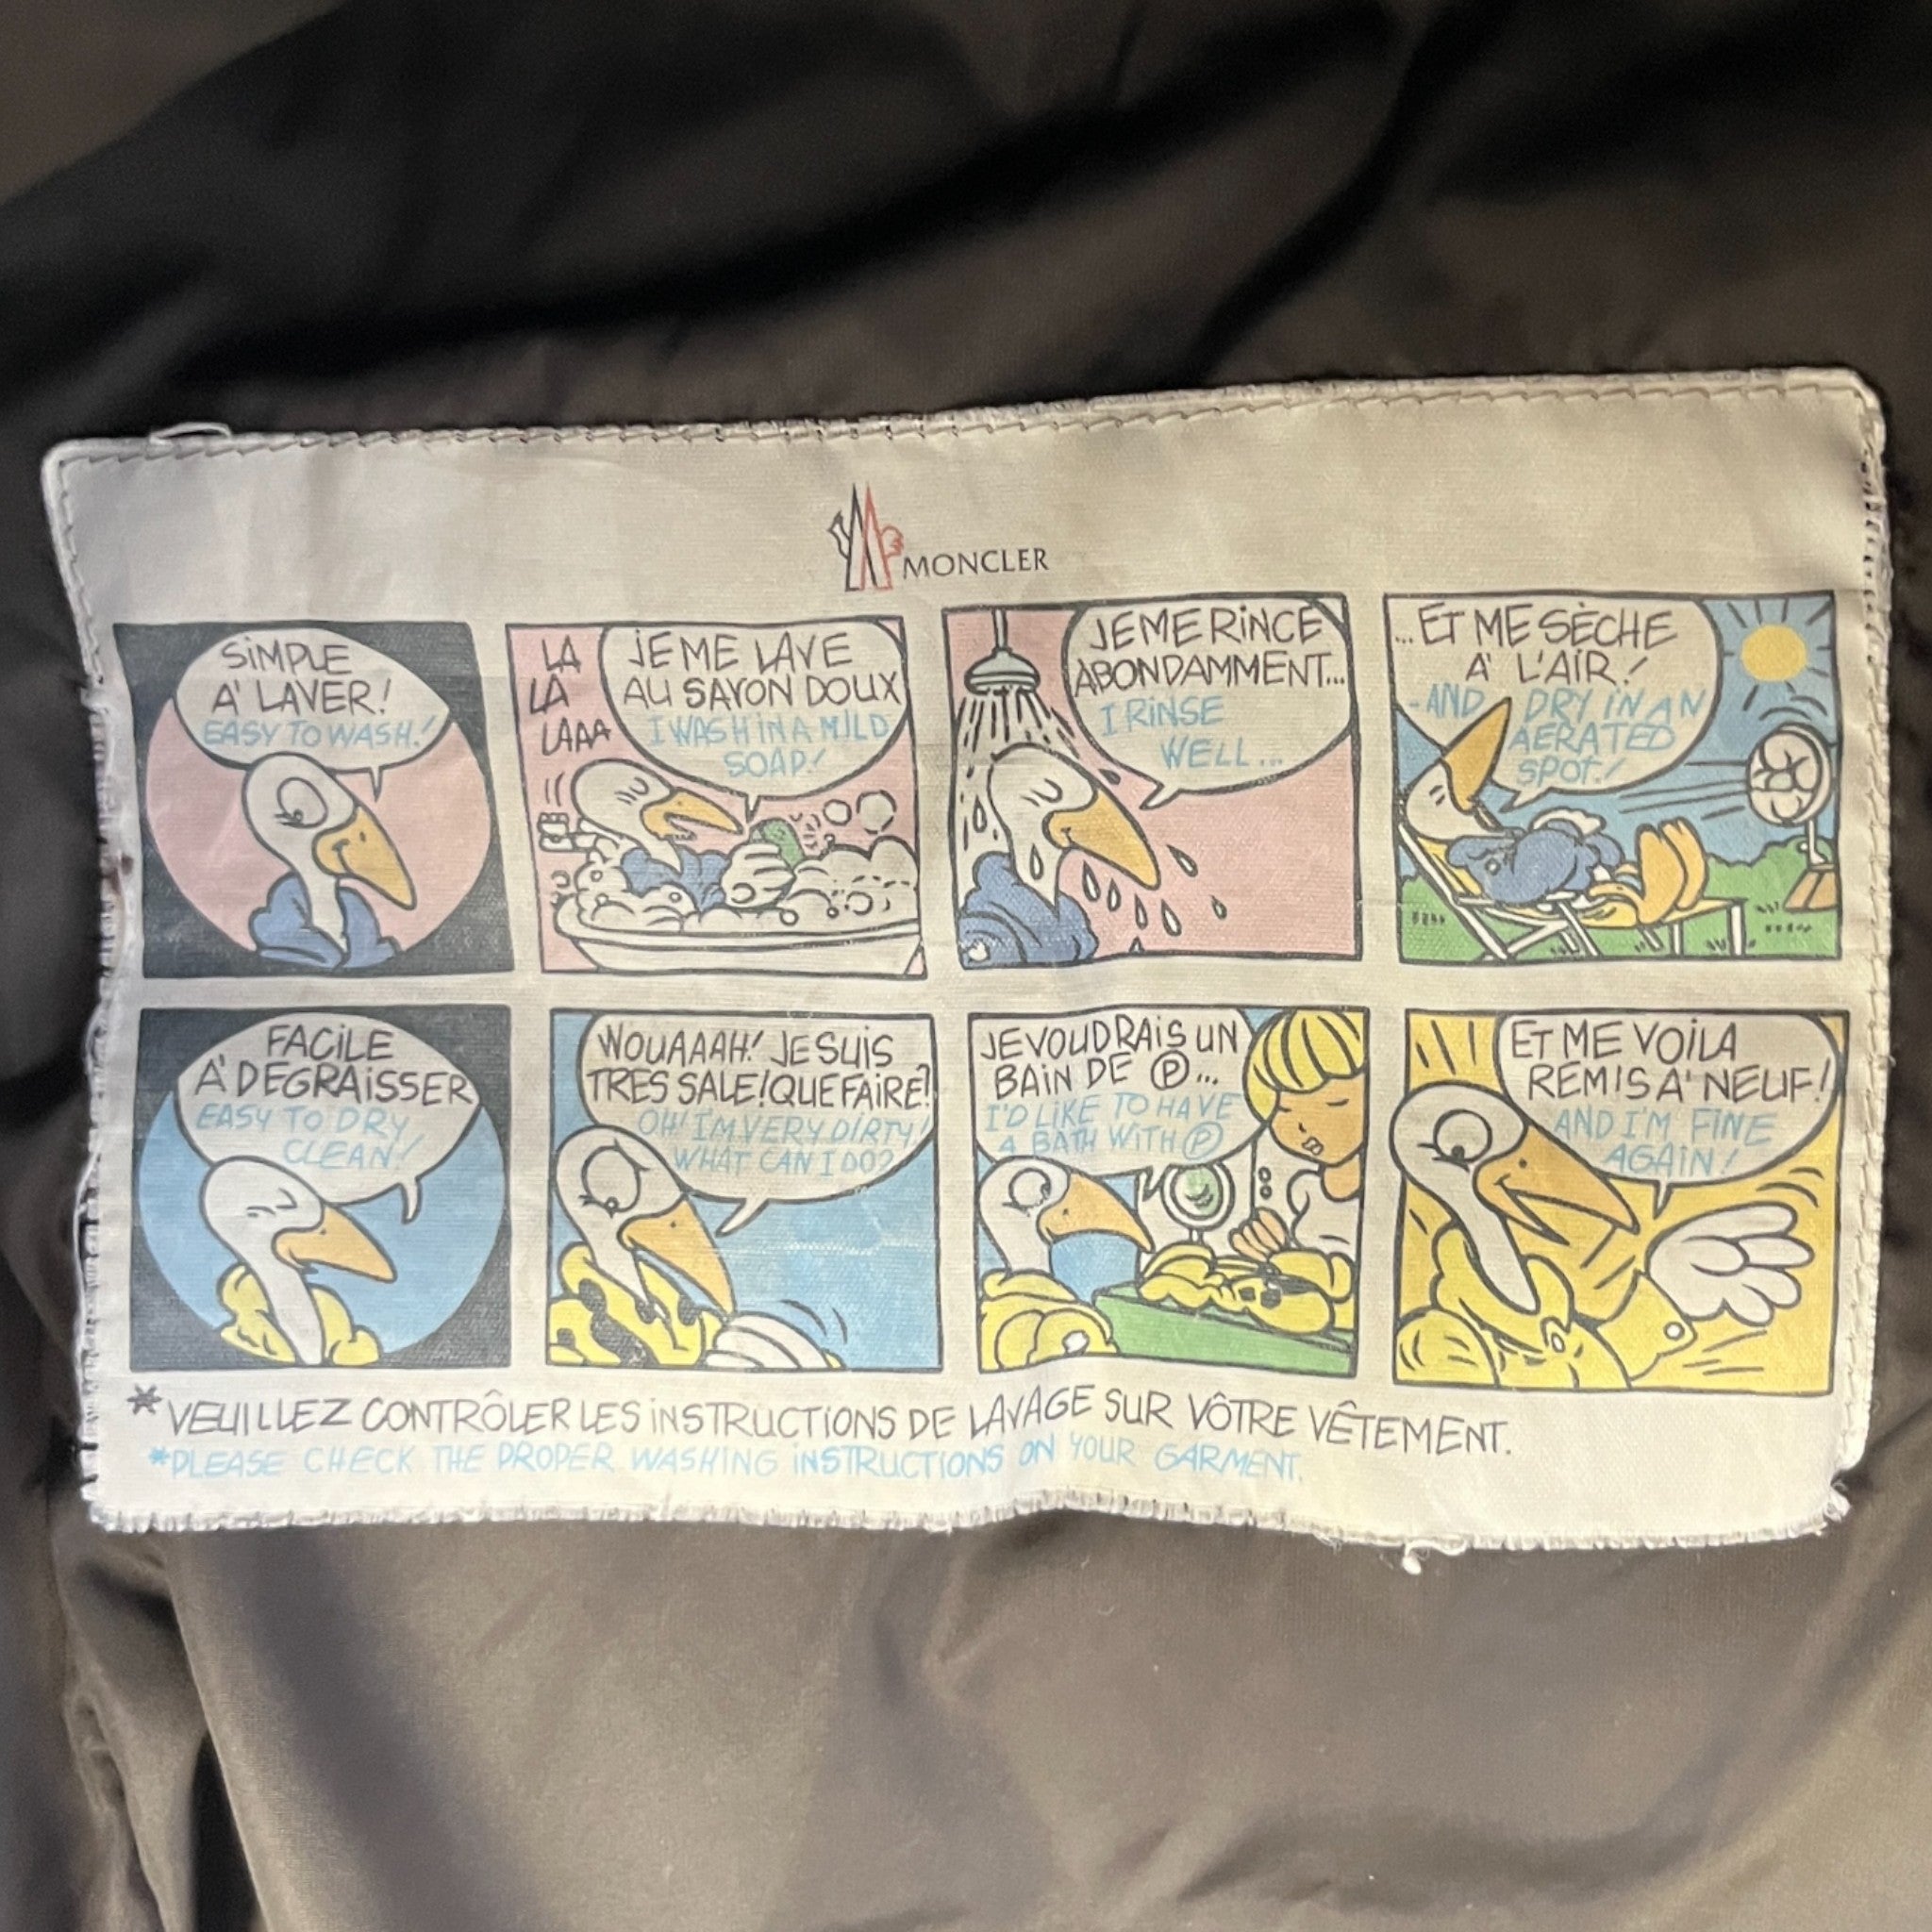 MONCLER
SIMPLE
A' LAVER!
EASY TO WASH!
LA
LA
LAAA
JE ME LAVE
AU SAVON DOUX
I WASH IN A MILD
SOAP!
JE ME RINCE
ABONDAMMENT...
I RINSE
WELL...
...ET ME SÈCHE
A' L'AIR!
-AND DRY IN AN
AERATED
SPOT!
FACILE
A' DEGRAISSER
EASY TO DRY
CLEAN!
WOUAAAH! JE SUIS
TRES SALE! QUE FAIRE?
OH! I'M VERY DIRTY!
WHAT CAN I DO?
JE VOUDRAIS UN
BAIN DE Ⓟ...
I'D LIKE TO HAVE
A BATH WITH Ⓟ
ET ME VOILA
REMIS A' NEUF!
AND I'M FINE
AGAIN!
*VEUILLEZ CONTRÔLER LES INSTRUCTIONS DE LAVAGE SUR VÔTRE VÊTEMENT.
*PLEASE CHECK THE PROPER WASHING INSTRUCTIONS ON YOUR GARMENT.